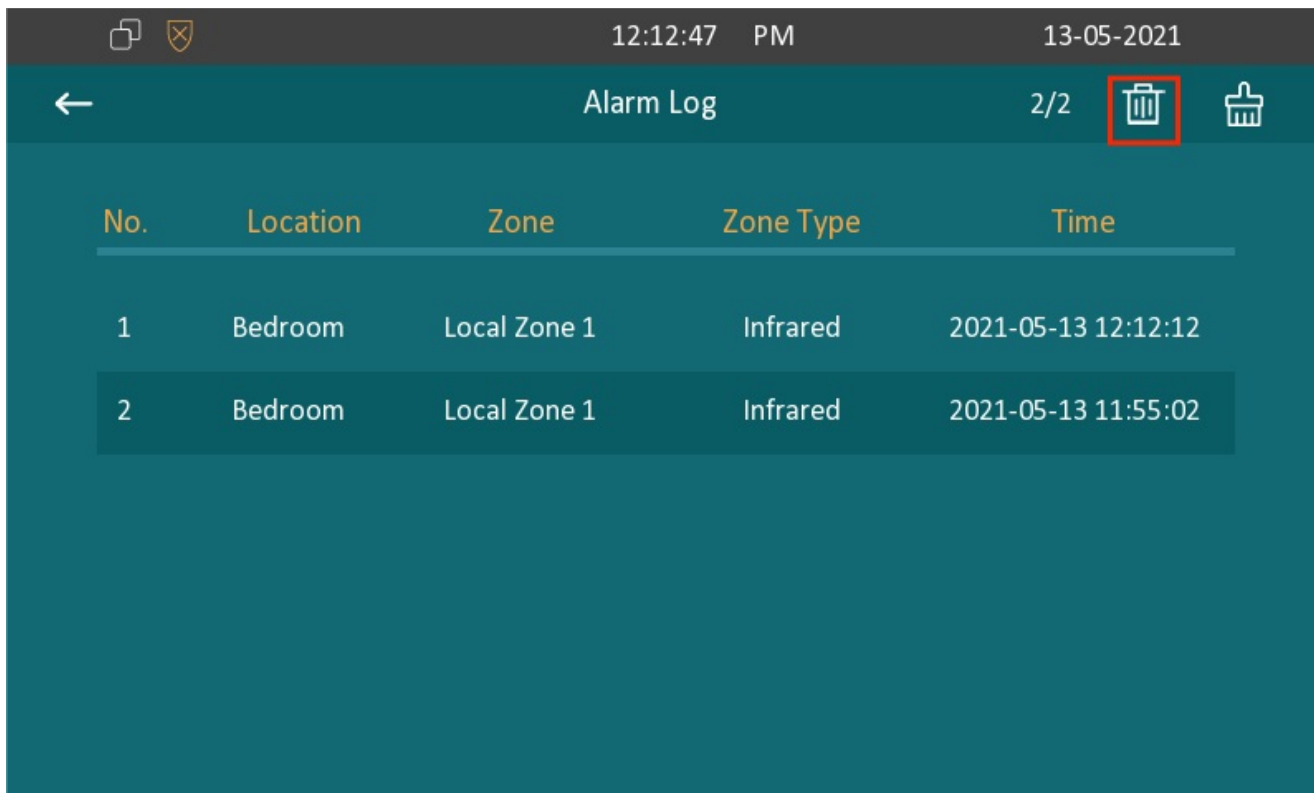 12:12:47 PM 13-05-2021
Alarm Log 2/2
No. Location Zone Zone Type Time
1 Bedroom Local Zone 1 Infrared 2021-05-13 12:12:12
2 Bedroom Local Zone 1 Infrared 2021-05-13 11:55:02